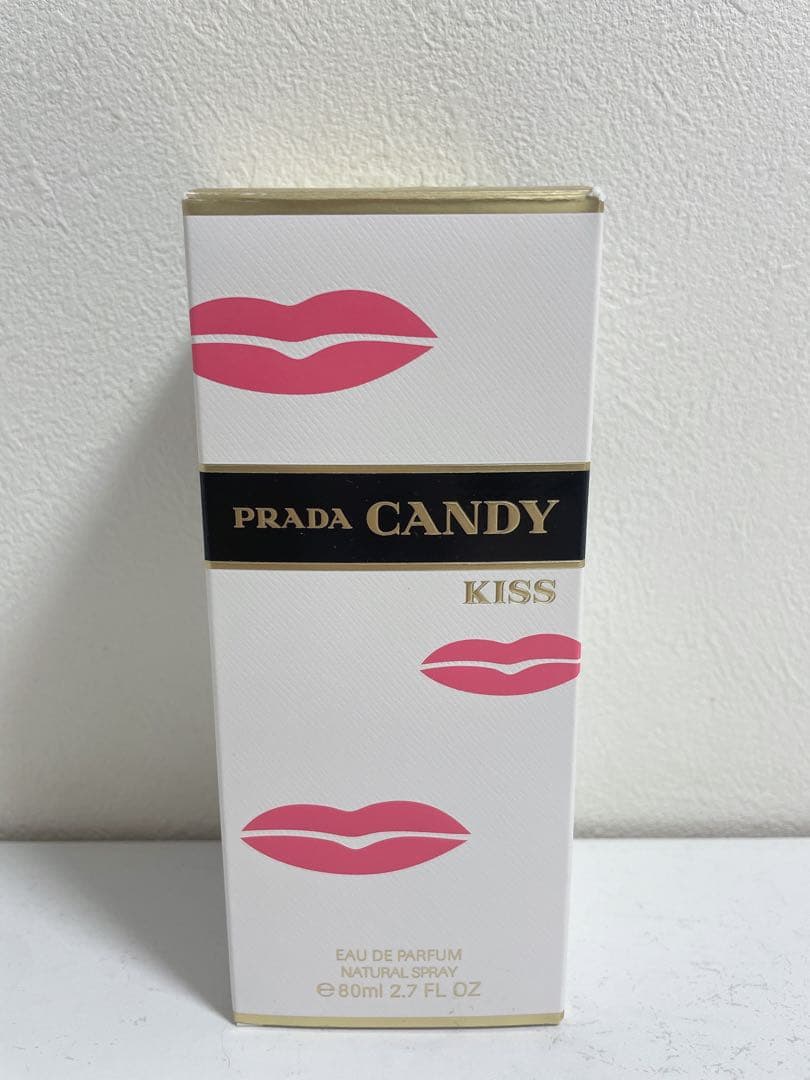 PRADA CANDY
KISS
EAU DE PARFUM
NATURAL SPRAY
℮80ml 2.7 FL OZ